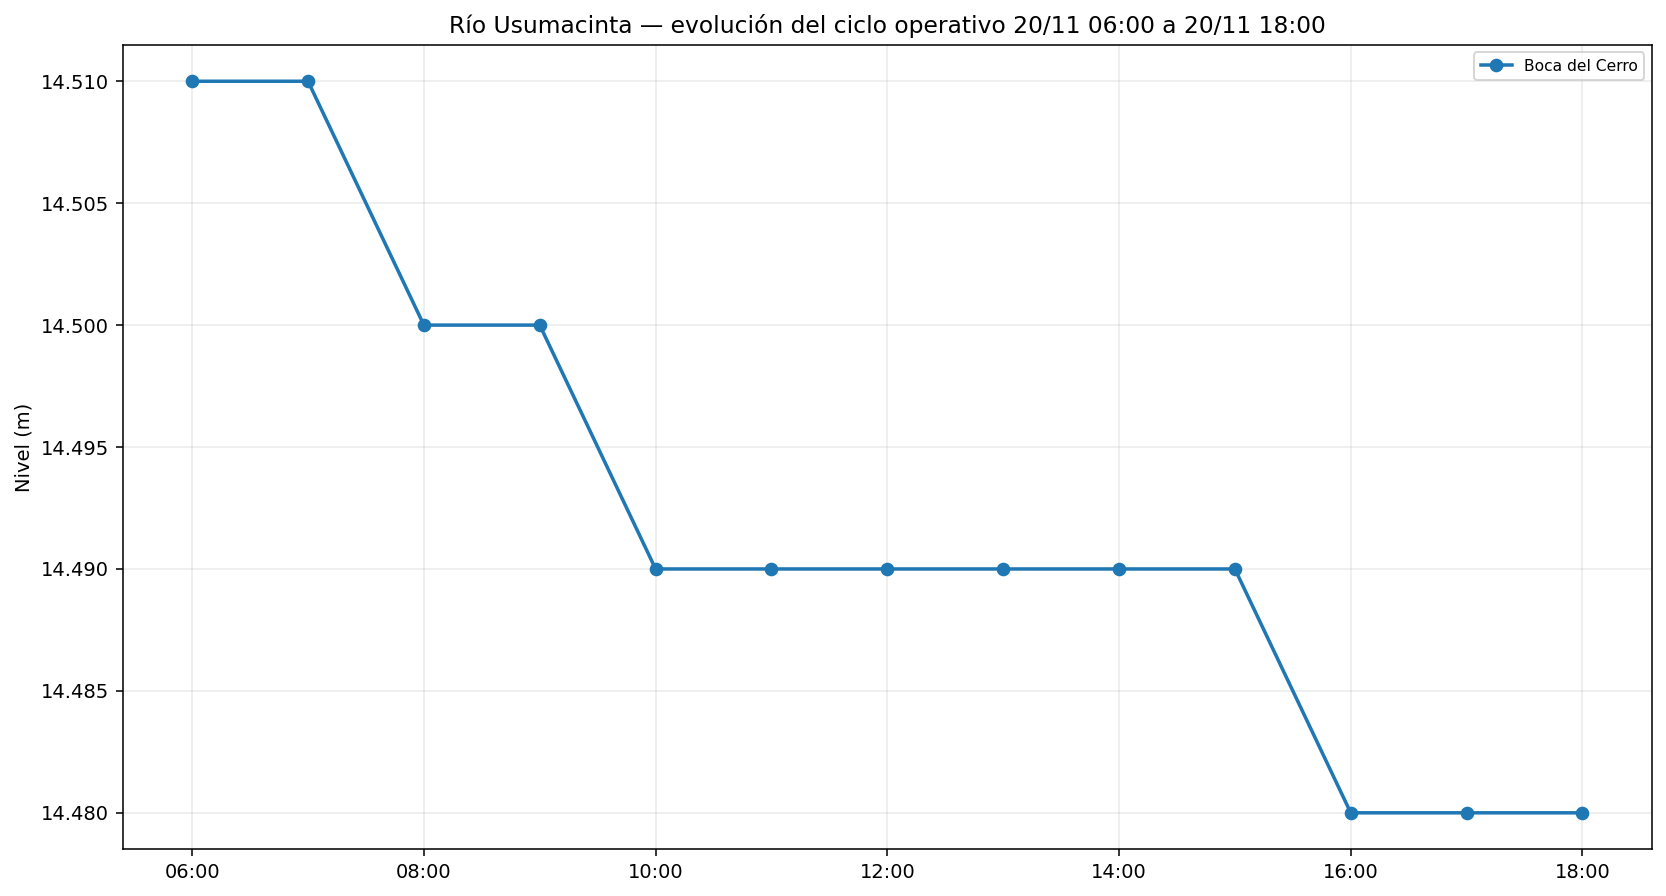 Río Usumacinta — evolución del ciclo operativo 20/11 06:00 a 20/11 18:00
Boca del Cerro
Nivel (m)
14.510
14.505
14.500
14.495
14.490
14.485
14.480
06:00 08:00 10:00 12:00 14:00 16:00 18:00